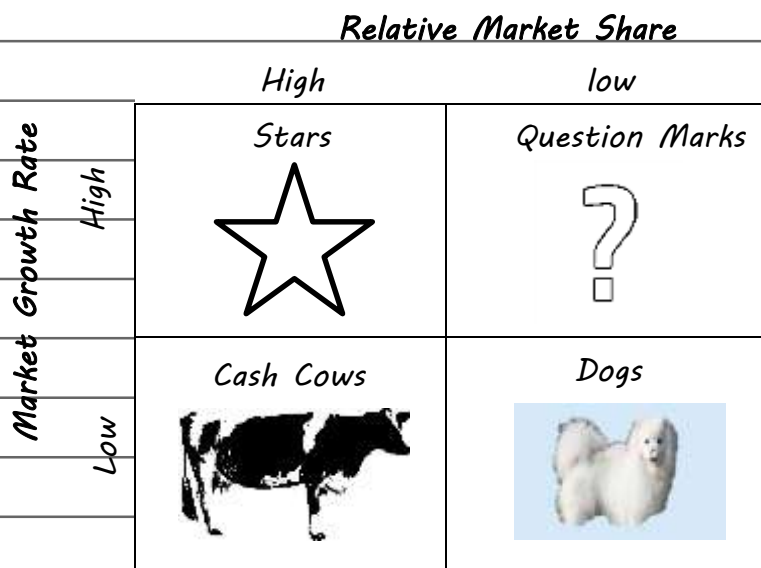 Relative Market Share
High
low
Market Growth Rate
High
Stars
Question Marks
?
Low
Cash Cows
Dogs